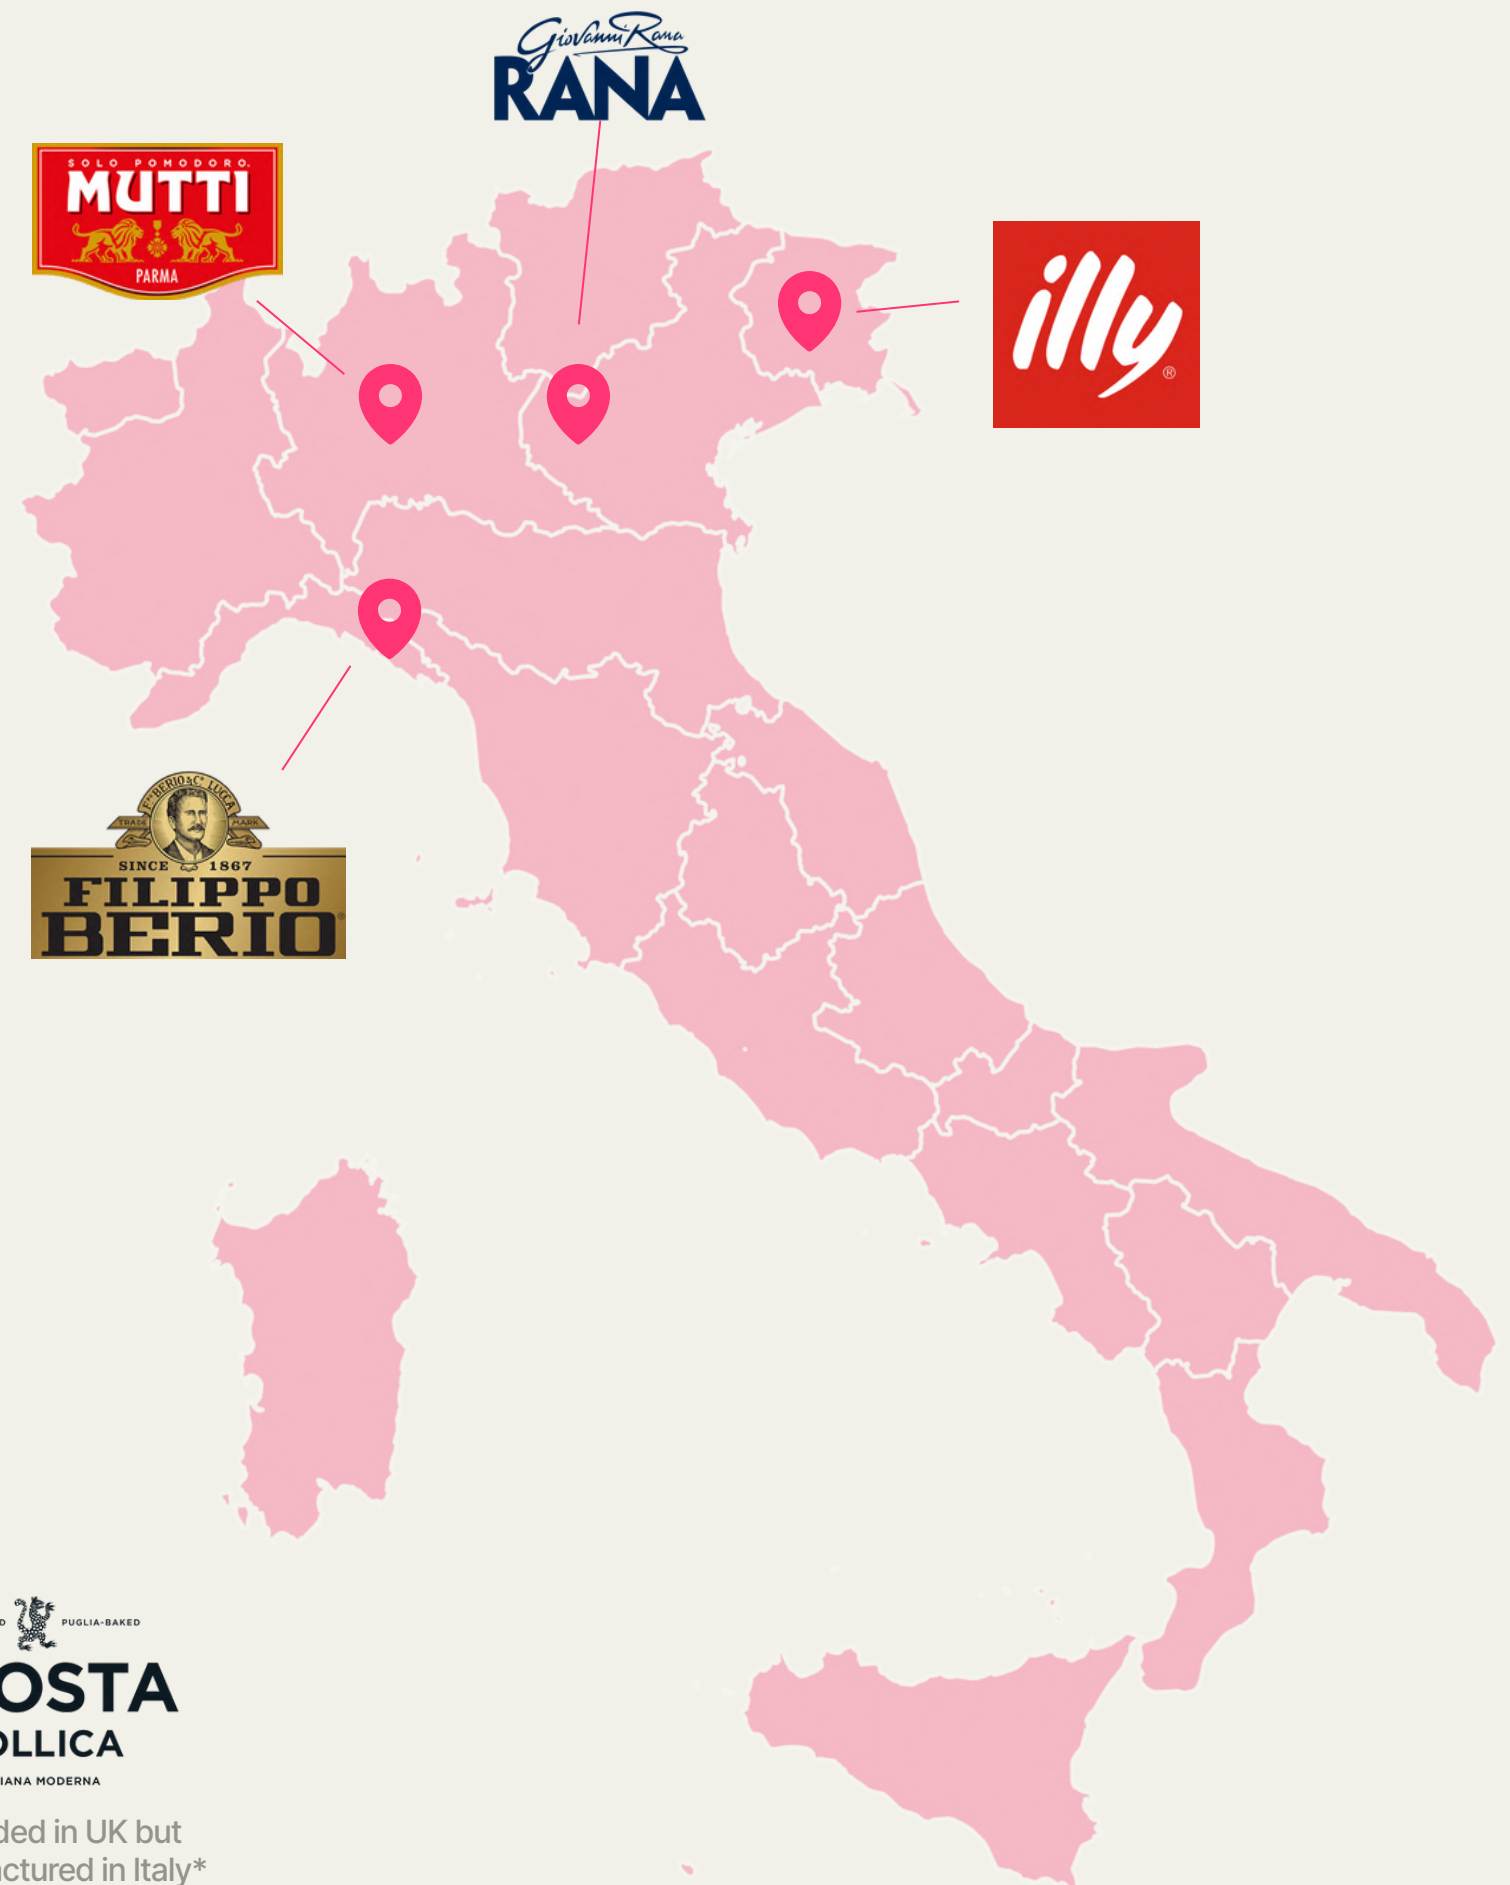 Giovanni Rana
RANA
SOLO POMODORO.
MUTTI
PARMA
illy®
F.LLI BERIO & C. LUCCA
TRADE MARK
SINCE 1867
FILIPPO
BERIO®
D PUGLIA-BAKED
OSTA
OLLICA
IANA MODERNA
ded in UK but
ctured in Italy*